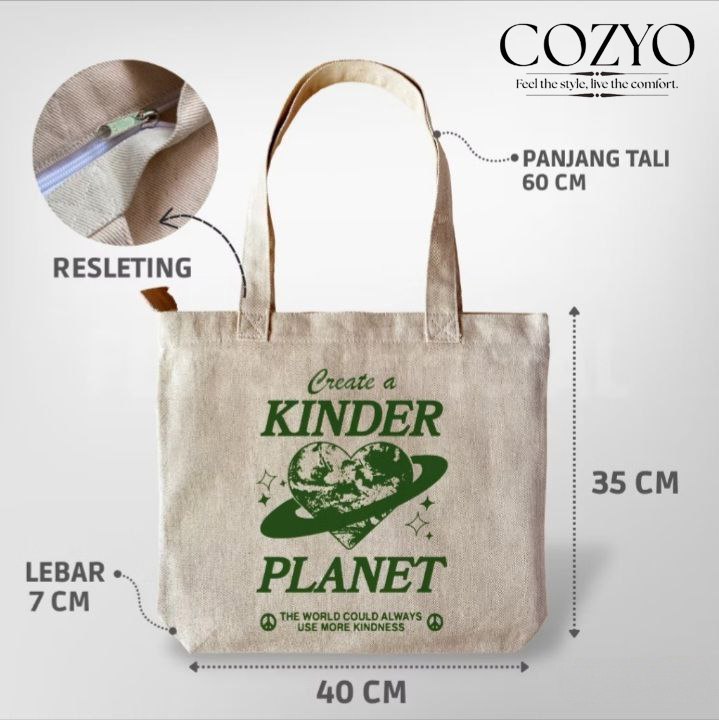 COZYO
Feel the style, live the comfort.
PANJANG TALI
60 CM
RESLETING
Create a
KINDER
PLANET
THE WORLD COULD ALWAYS
USE MORE KINDNESS
35 CM
LEBAR
7 CM
40 CM